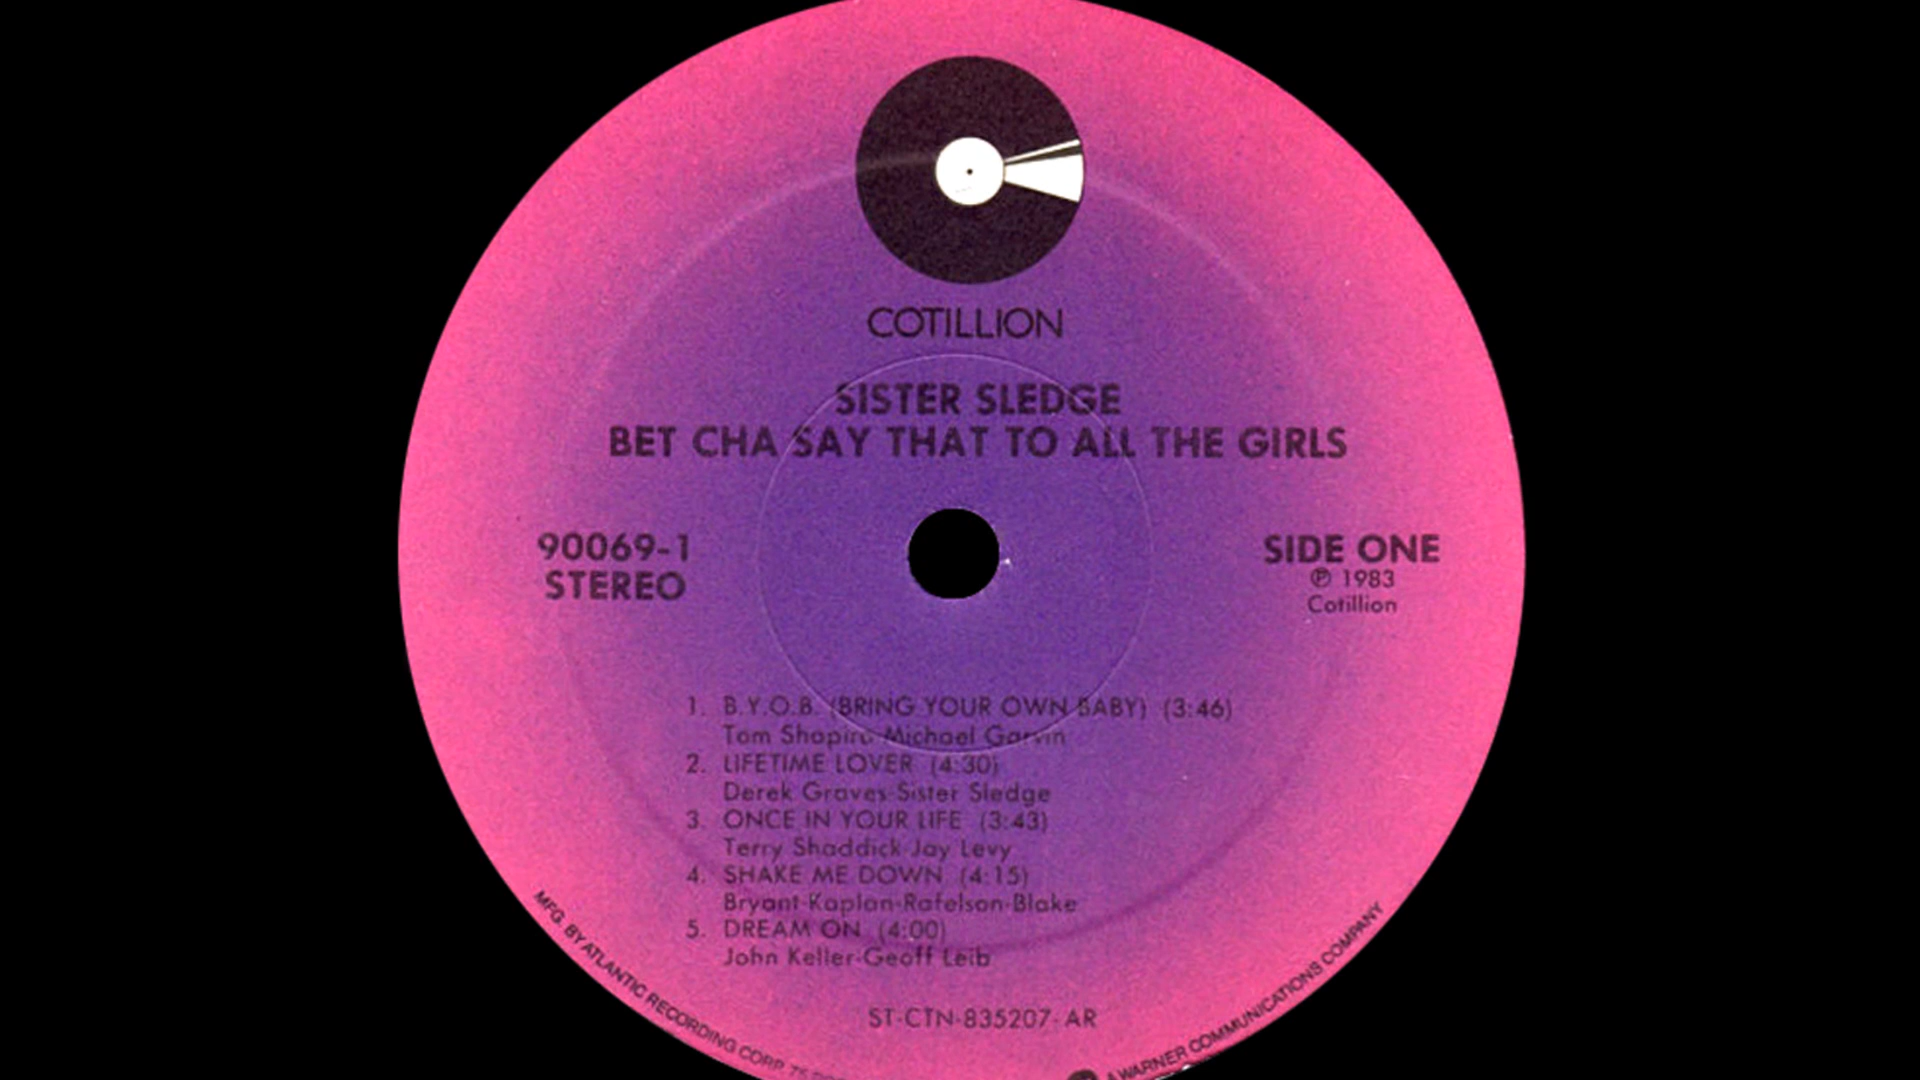 COTILLION
SISTER SLEDGE
BET CHA SAY THAT TO ALL THE GIRLS
90069-1
STEREO
SIDE ONE
℗ 1983
Cotillion
1. B.Y.O.B. (BRING YOUR OWN BABY) (3:46)
Tom Shapiro-Michael Garvin
2. LIFETIME LOVER (4:30)
Derek Graves-Sister Sledge
3. ONCE IN YOUR LIFE (3:43)
Terry Shaddick-Jay Levy
4. SHAKE ME DOWN (4:15)
Bryant-Kaplan-Rafelson-Blake
5. DREAM ON (4:00)
John Keller-Geoff Leib
ST-CTN-835207-AR
MFG. BY ATLANTIC RECORDING CORP. 75
A WARNER COMMUNICATIONS COMPANY